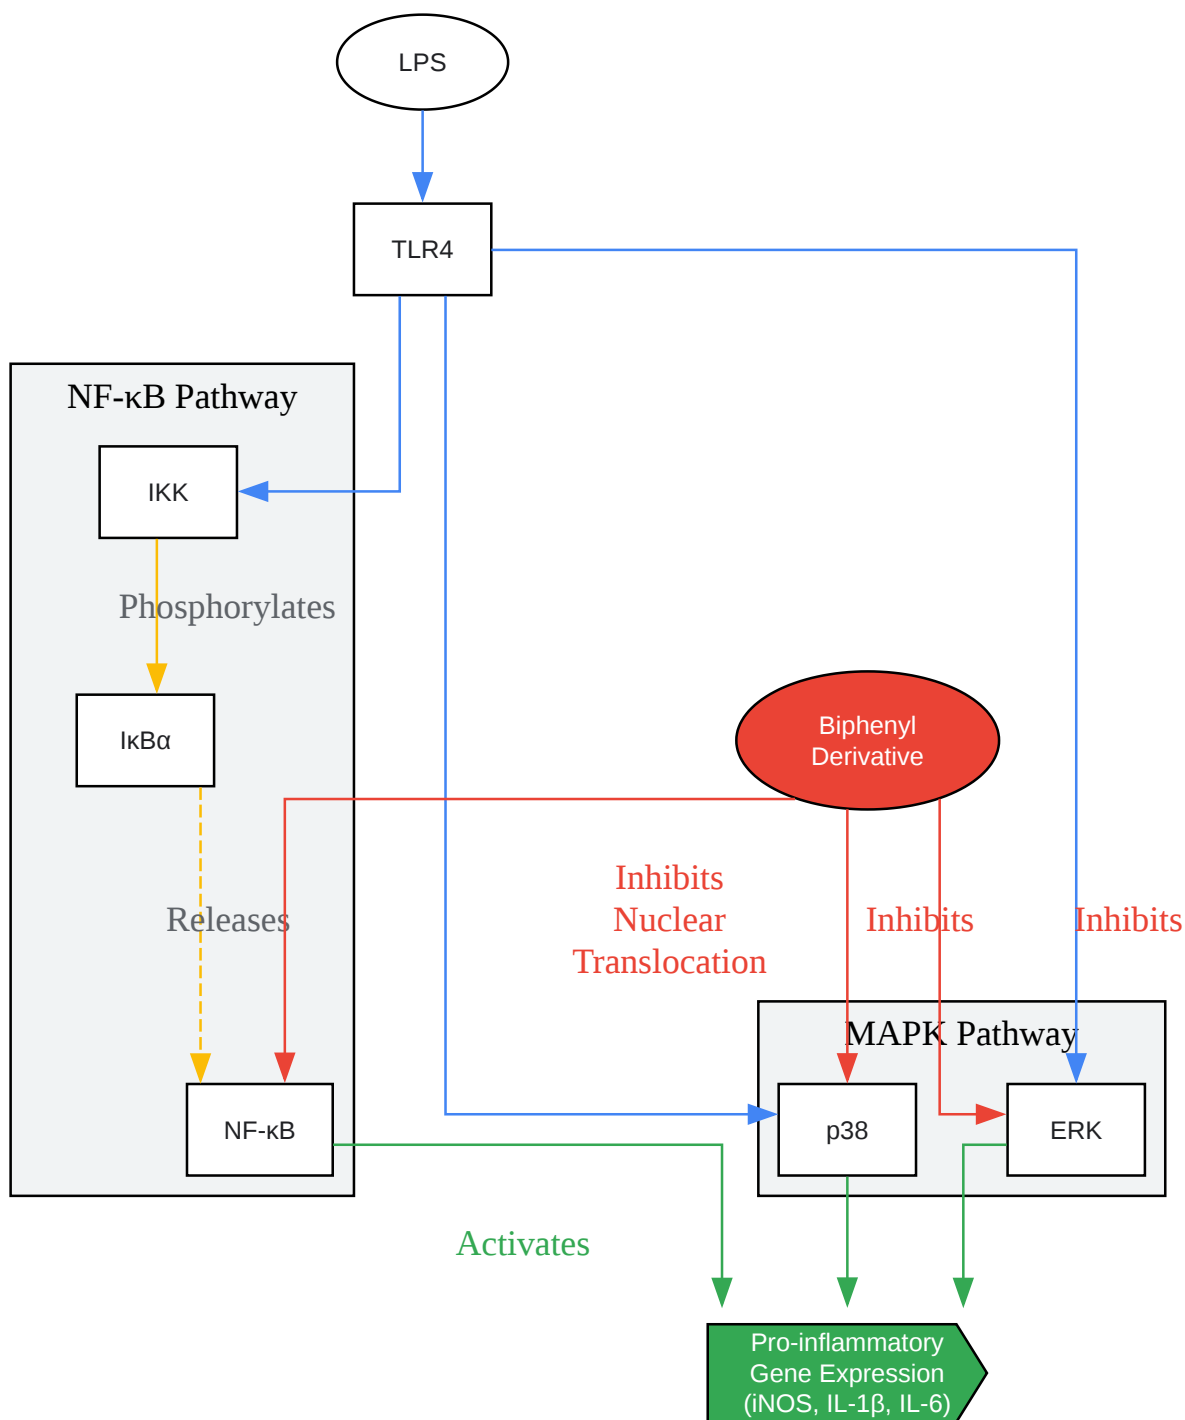 LPS
TLR4
NF-κB Pathway
IKK
Phosphorylates
IκBα
Biphenyl
Derivative
Inhibits
Nuclear
Translocation
Releases
Inhibits
Inhibits
MAPK Pathway
NF-κB
p38
ERK
Activates
Pro-inflammatory
Gene Expression
(iNOS, IL-1β, IL-6)